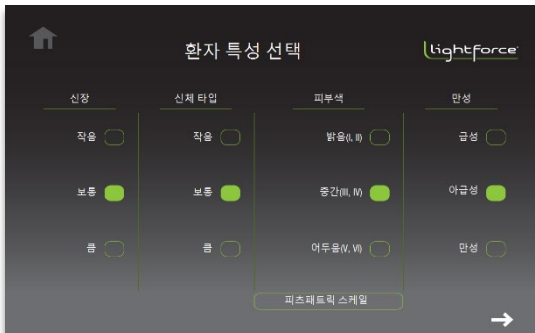 환자 특성 선택
lightforce
신장 신체 타입 피부색 만성
작음 작음 밝음(I, II) 급성
보통 보통 중간(III, IV) 아급성
큼 큼 어두움(V, VI) 만성
피츠패트릭 스케일